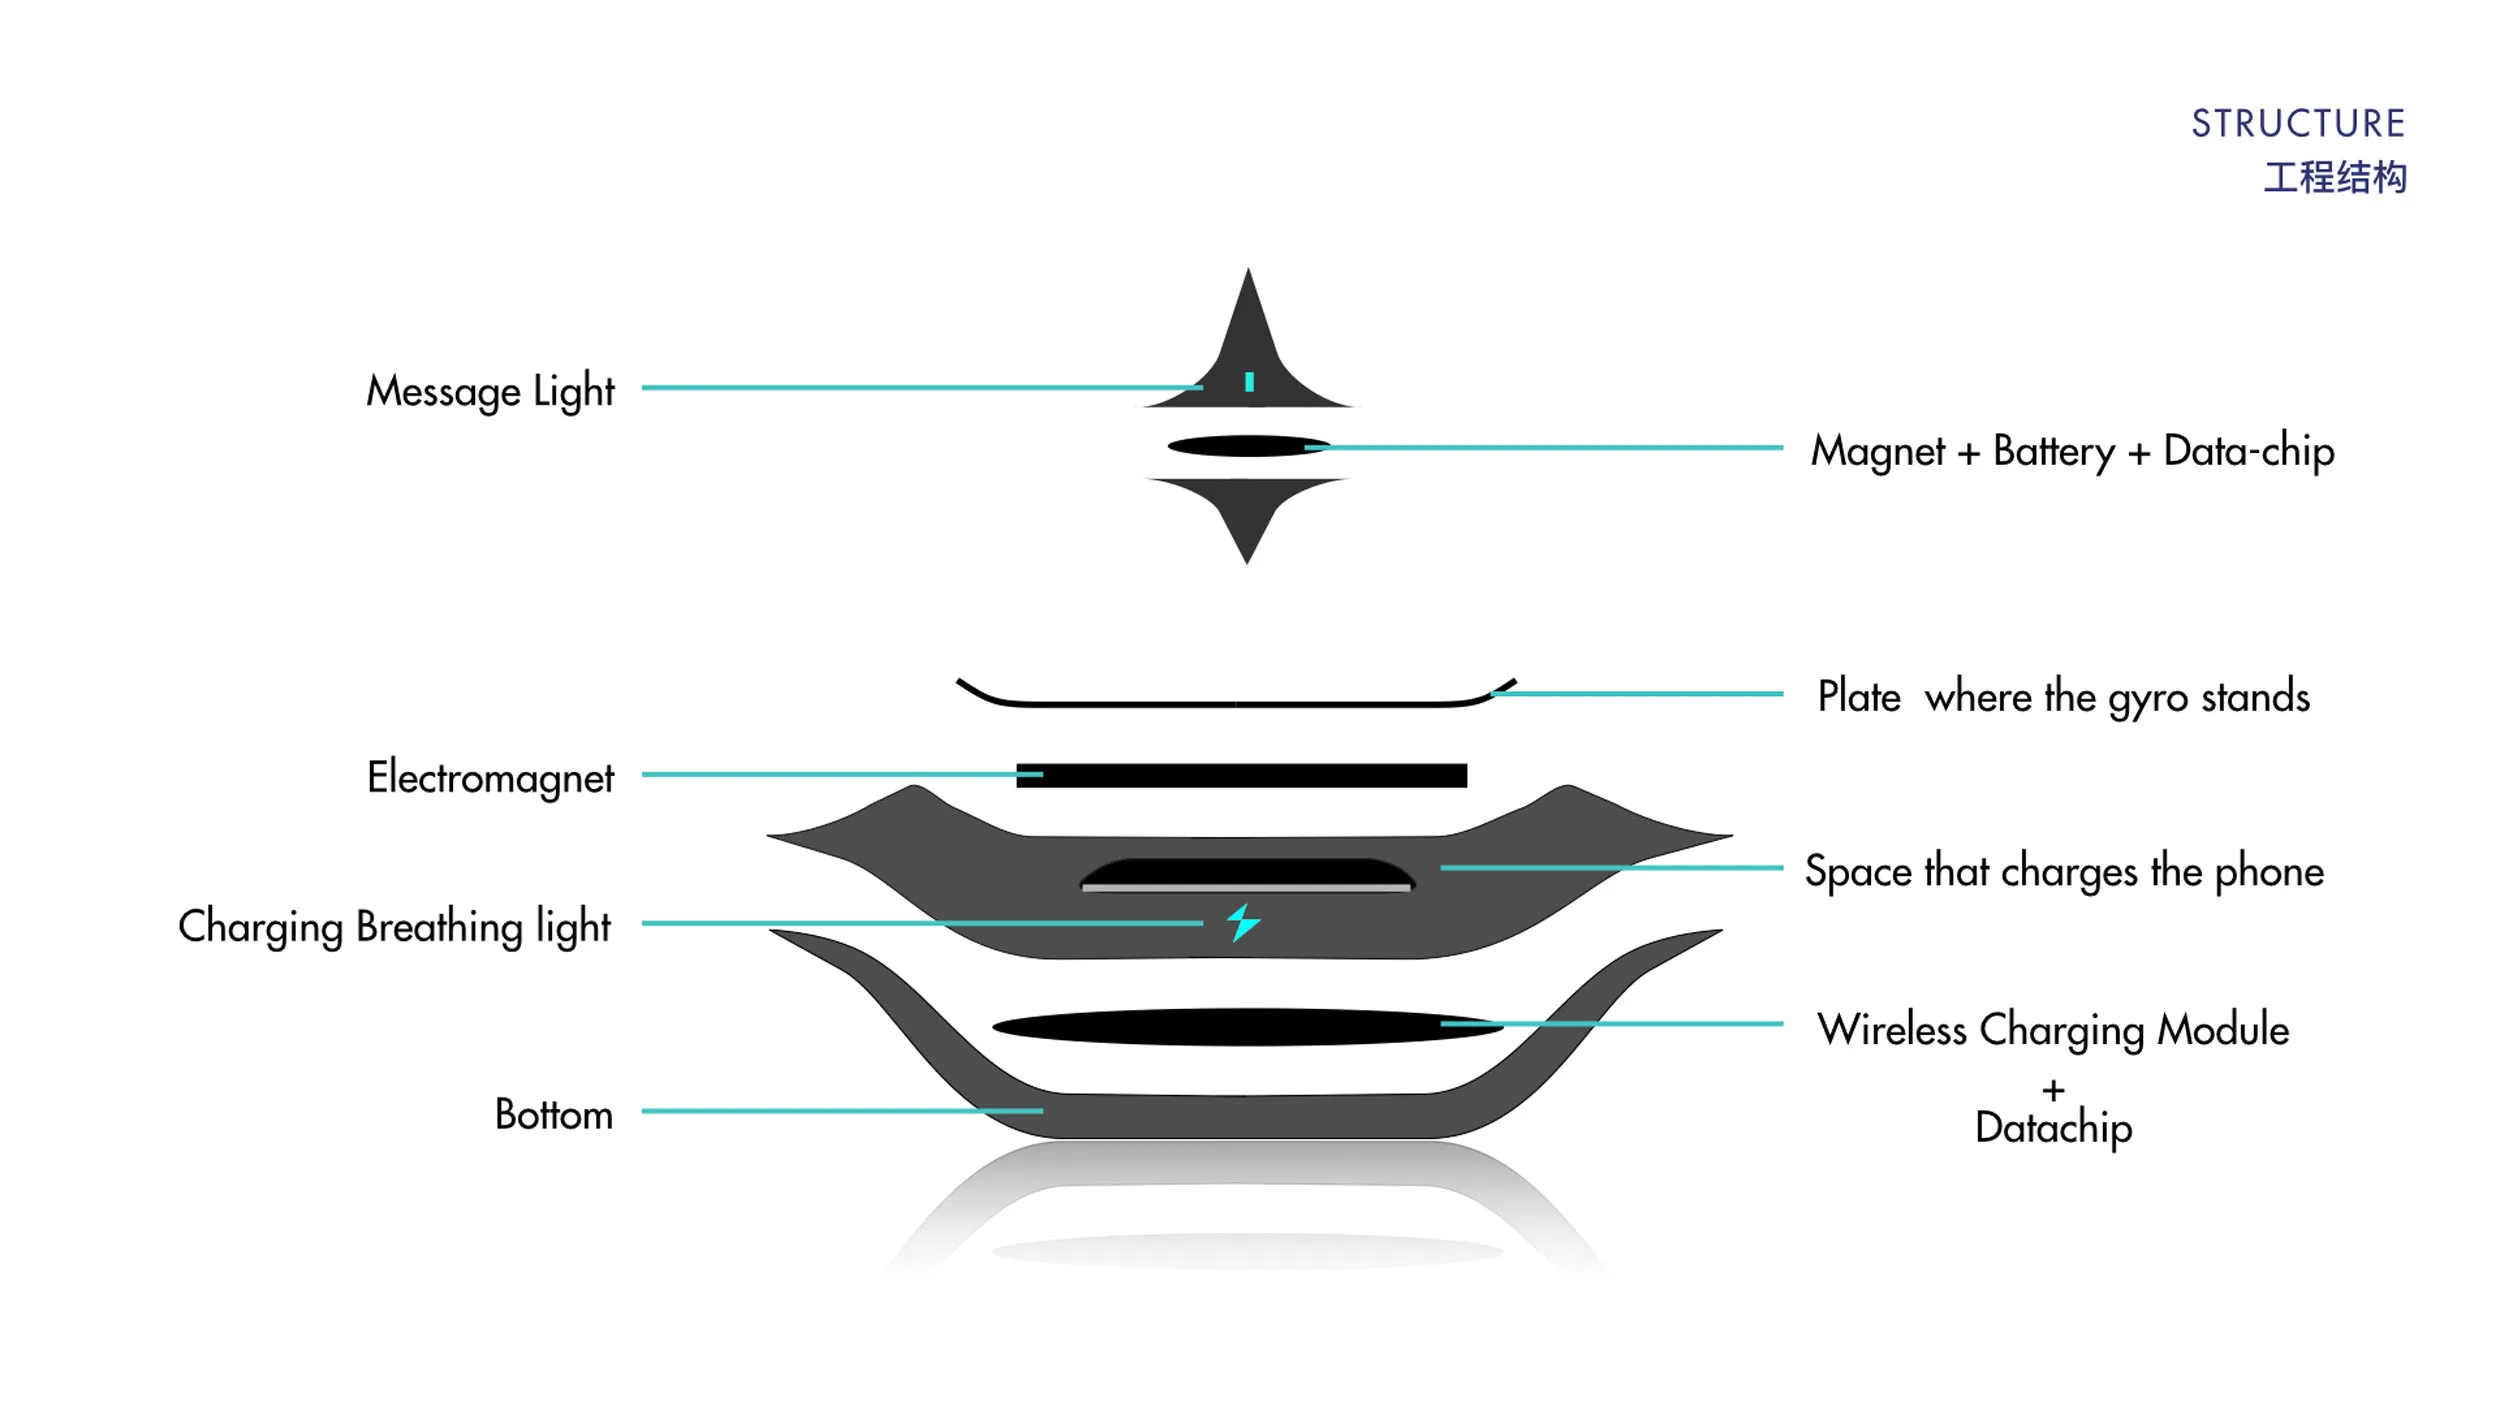 STRUCTURE
工程结构
Message Light
Magnet + Battery + Data-chip
Plate where the gyro stands
Electromagnet
Space that charges the phone
Charging Breathing light
Wireless Charging Module
+
Datachip
Bottom